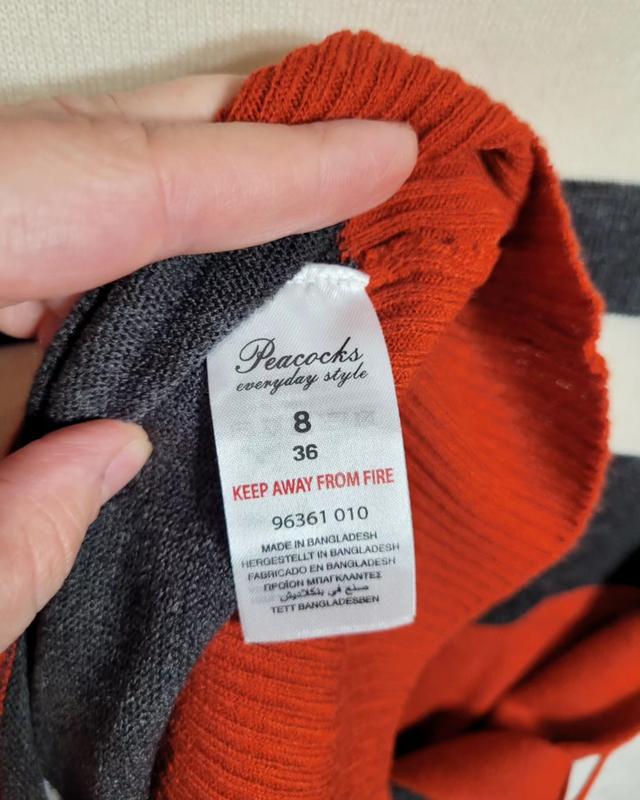 Peacocks
everyday style
8
36
KEEP AWAY FROM FIRE
96361 010
MADE IN BANGLADESH
HERGESTELLT IN BANGLADESH
FABRICADO EN BANGLADESH
ΠΡΟΪΟΝ ΜΠΑΓΚΛΑΝΤΕΣ
صنع في بنكلاديش
TETT BANGLADESBEN